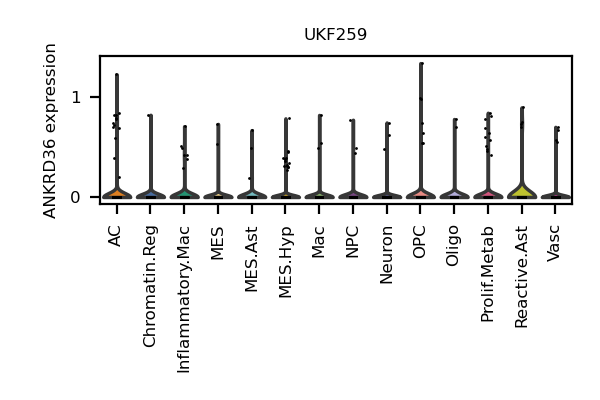 UKF259
ANKRD36 expression
1
0
AC
Chromatin.Reg
Inflammatory.Mac
MES
MES.Ast
MES.Hyp
Mac
NPC
Neuron
OPC
Oligo
Prolif.Metab
Reactive.Ast
Vasc